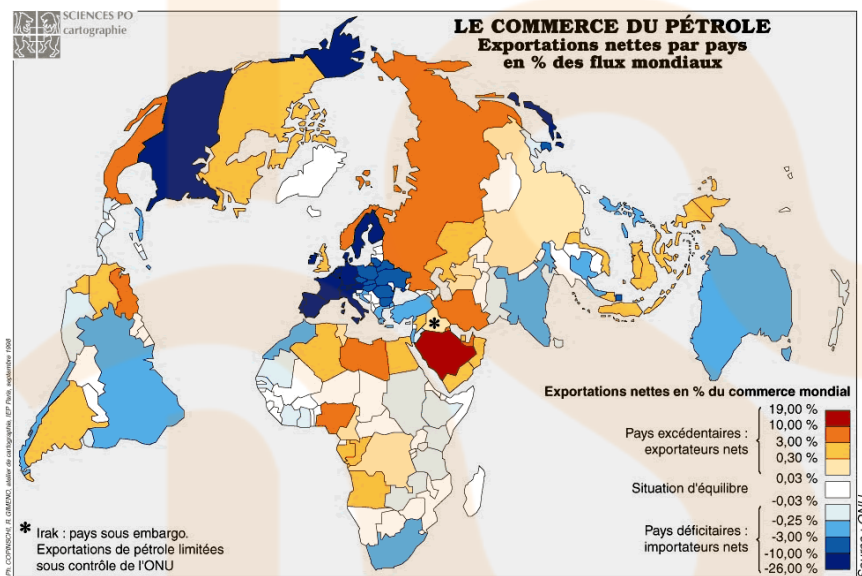 SCIENCES PO
cartographie
LE COMMERCE DU PÉTROLE
Exportations nettes par pays
en % des flux mondiaux
*
Exportations nettes en % du commerce mondial
Pays excédentaires :
exportateurs nets
Situation d'équilibre
Pays déficitaires :
importateurs nets
19,00 %
10,00 %
3,00 %
0,30 %
0,03 %
-0,03 %
-0,25 %
-3,00 %
-10,00 %
-26,00 %
* Irak : pays sous embargo.
Exportations de pétrole limitées
sous contrôle de l'ONU
Ph. COPINSCHI, R. GIMENO, atelier de cartographie, IEP Paris, septembre 1998
Source : ONU